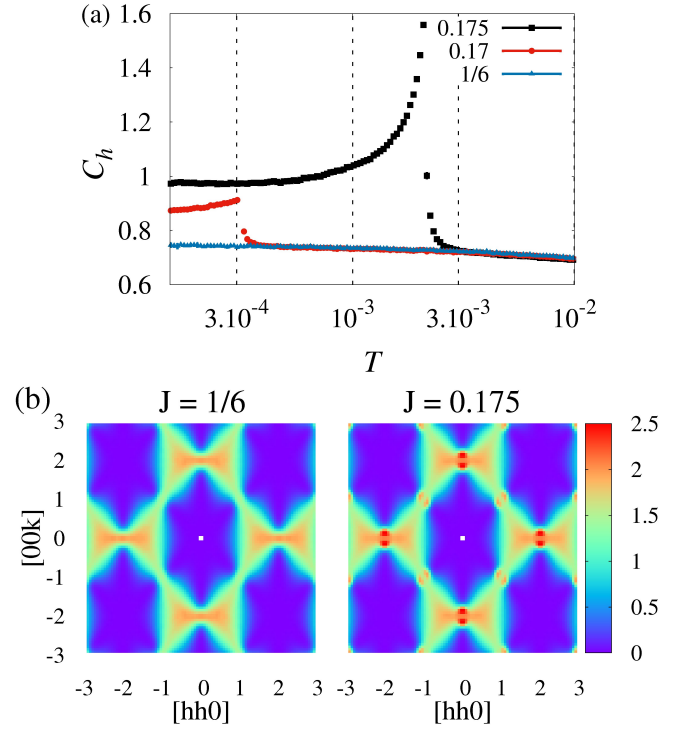 (a)
0.175
0.17
1/6
C_h
1.6
1.4
1.2
1
0.8
0.6
3.10^-4
10^-3
3.10^-3
10^-2
T
(b)
J = 1/6
J = 0.175
[00k]
3
2
1
0
-1
-2
-3
2.5
2
1.5
1
0.5
0
-3 -2 -1 0 1 2 3
-3 -2 -1 0 1 2 3
[hh0]
[hh0]